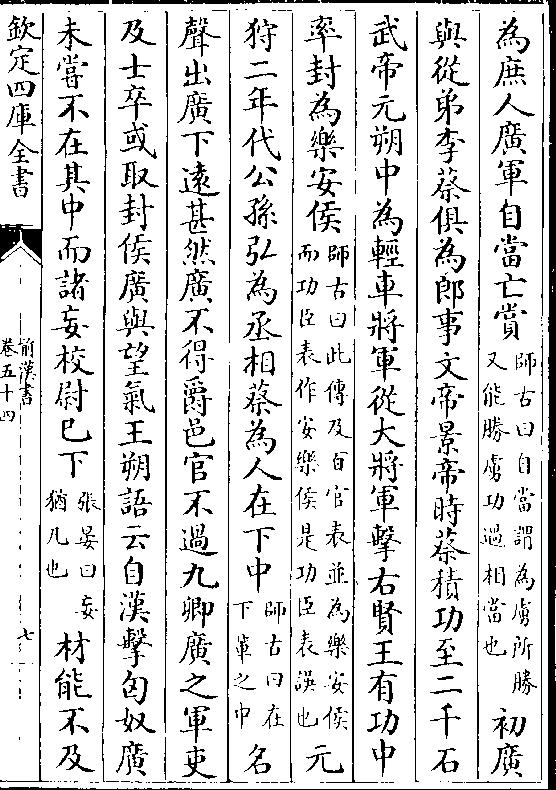 為庶人廣軍自當亡賞師古曰自當謂為虜所勝又能勝虜功過相當也初廣
與從弟李蔡俱為郎事文帝景帝時蔡積功至二千石
武帝元朔中為輕車將軍從大將軍擊右賢王有功中
率封為樂安侯師古曰此傳及百官表並為樂安侯而功臣表作安樂侯是功臣表誤也元
狩二年代公孫弘為丞相蔡為人在下中師古曰在下軰之中名
聲出廣下遠甚然廣不得爵邑官不過九卿廣之軍吏
及士卒或取封侯廣與望氣王朔語云自漢擊匈奴廣
未嘗不在其中而諸妄校尉已下張晏曰妄猶凡也材能不及
欽定四庫全書
前漢書
卷五十四
七